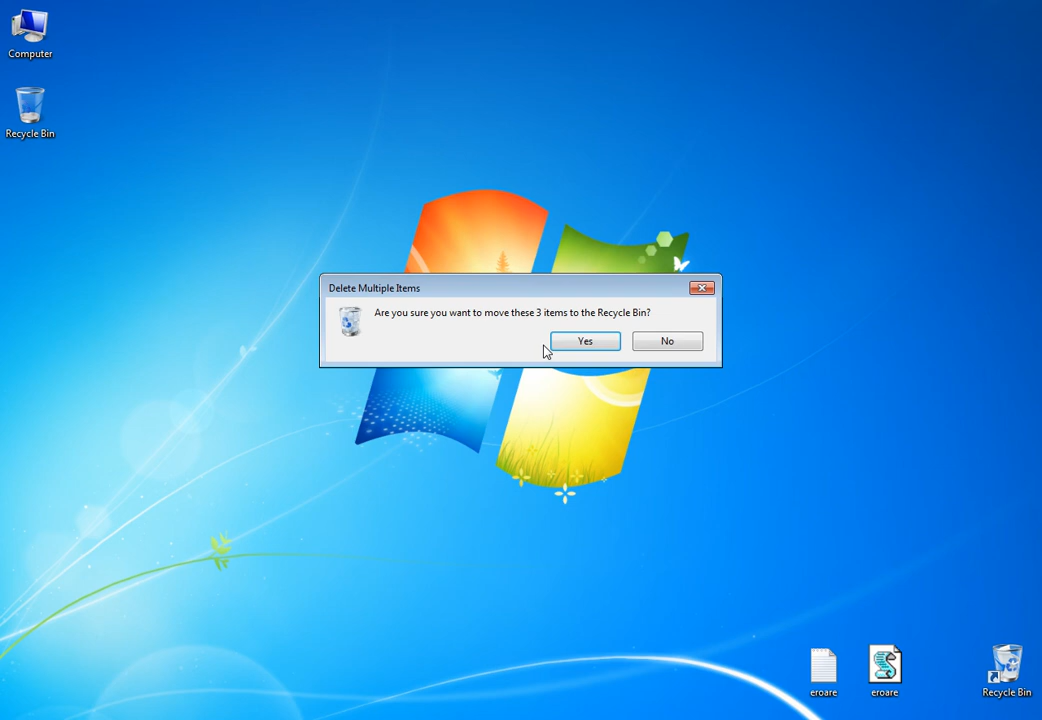 Computer
Recycle Bin
Delete Multiple Items
Are you sure you want to move these 3 items to the Recycle Bin?
Yes
No
eroare
eroare
Recycle Bin